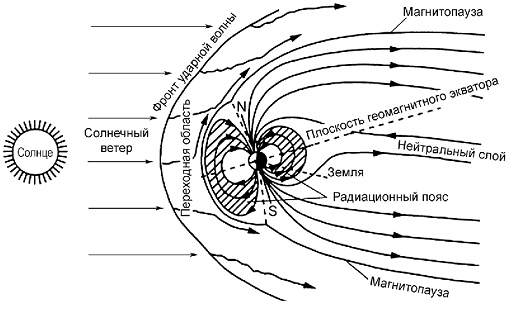 Магнитопауза
Фронт ударной волны
N
Плоскость геомагнитного экватора
Солнечный
ветер
Переходная область
Солнце
Нейтральный слой
Земля
Радиационный пояс
S
Магнитопауза